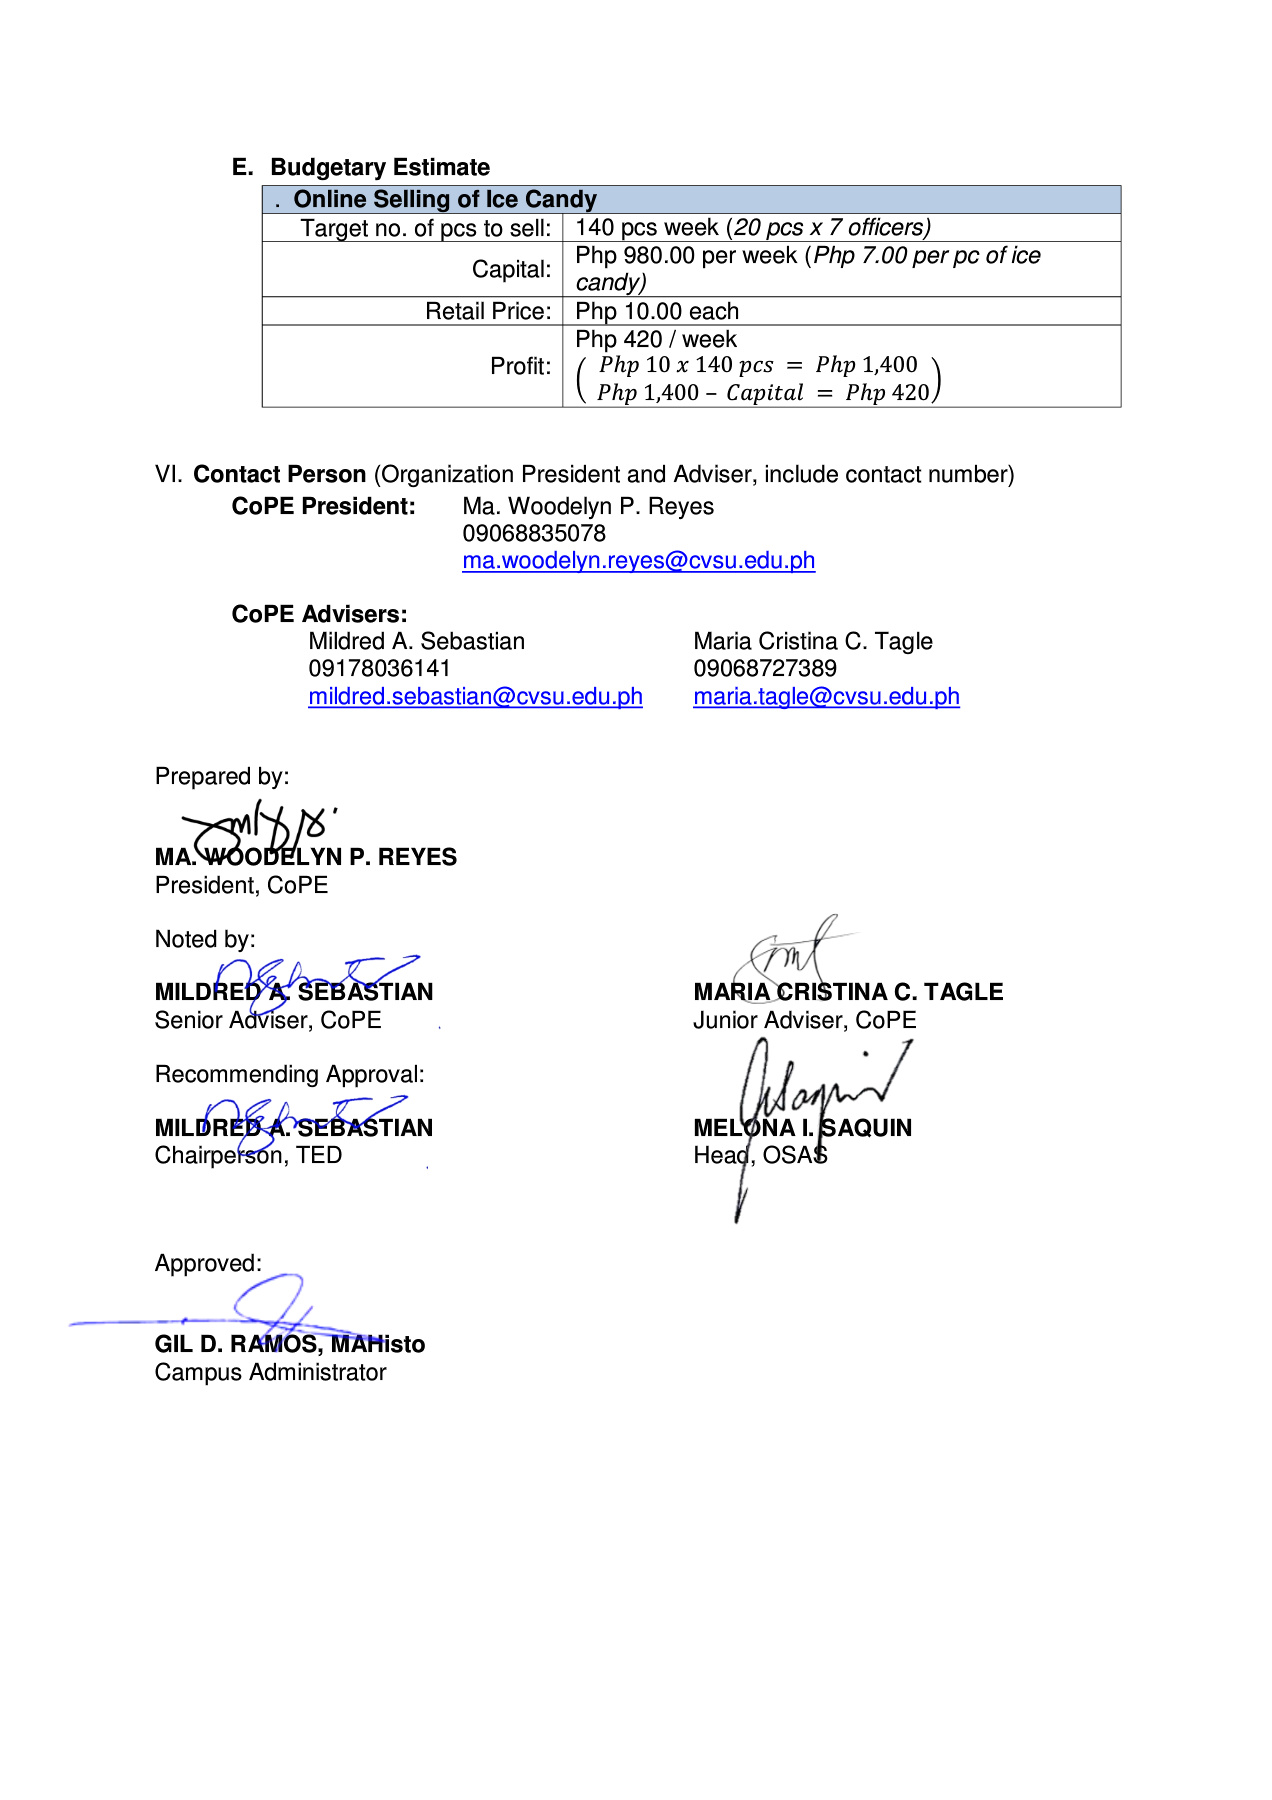 E. Budgetary Estimate
. Online Selling of Ice Candy
Target no. of pcs to sell: 140 pcs week (20 pcs x 7 officers)
Capital: Php 980.00 per week (Php 7.00 per pc of ice
candy)
Retail Price: Php 10.00 each
Profit: Php 420 / week
( Php 10 x 140 pcs = Php 1,400
Php 1,400 – Capital = Php 420 )
VI. Contact Person (Organization President and Adviser, include contact number)
CoPE President: Ma. Woodelyn P. Reyes
09068835078
ma.woodelyn.reyes@cvsu.edu.ph
CoPE Advisers:
Mildred A. Sebastian Maria Cristina C. Tagle
09178036141 09068727389
mildred.sebastian@cvsu.edu.ph maria.tagle@cvsu.edu.ph
Prepared by:
MA. WOODELYN P. REYES
President, CoPE
Noted by:
MILDRED A. SEBASTIAN MARIA CRISTINA C. TAGLE
Senior Adviser, CoPE Junior Adviser, CoPE
Recommending Approval:
MILDRED A. SEBASTIAN MELONA I. SAQUIN
Chairperson, TED Head, OSAS
Approved:
GIL D. RAMOS, MAHisto
Campus Administrator